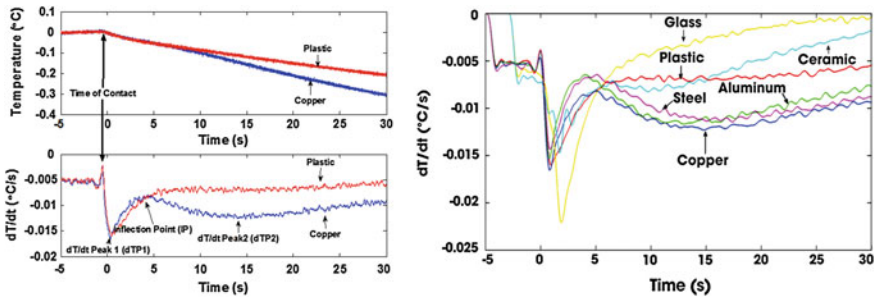 Temperature (°C)
0.1
0
-0.1
-0.2
-0.3
-0.4
Plastic
Time of Contact
Copper
-5 0 5 10 15 20 25 30
Time (s)
dT/dt (°C/s)
0
-0.005
-0.01
-0.015
-0.02
Plastic
Inflection Point (IP)
dT/dt Peak 1 (dTP1)
dT/dt Peak2 (dTP2)
Copper
-5 0 5 10 15 20 25 30
Time (s)
dT/dt (°C/s)
0
-0.005
-0.01
-0.015
-0.02
-0.025
Glass
Plastic
Ceramic
Steel
Aluminum
Copper
-5 0 5 10 15 20 25 30
Time (s)